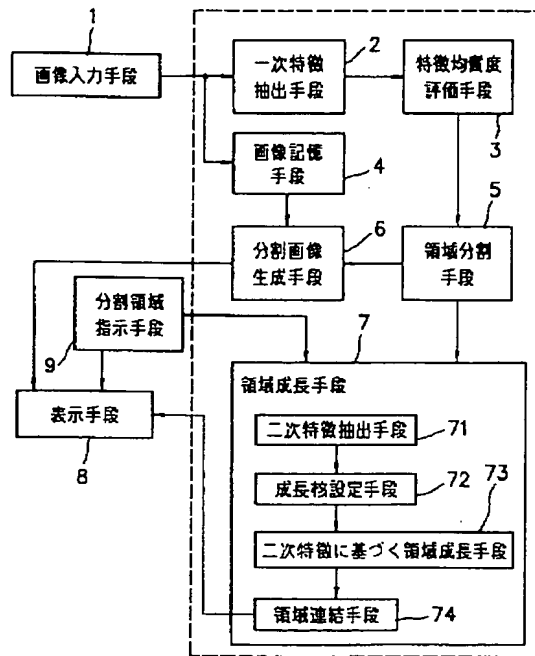 1
画像入力手段
2
一次特徴
抽出手段
特徴均質度
評価手段
3
画像記憶
手段
4
5
6
分割画像
生成手段
領域分割
手段
分割領域
指示手段
9
7
表示手段
8
領域成長手段
二次特徴抽出手段
71
成長核設定手段
72
73
二次特徴に基づく領域成長手段
領域連結手段
74